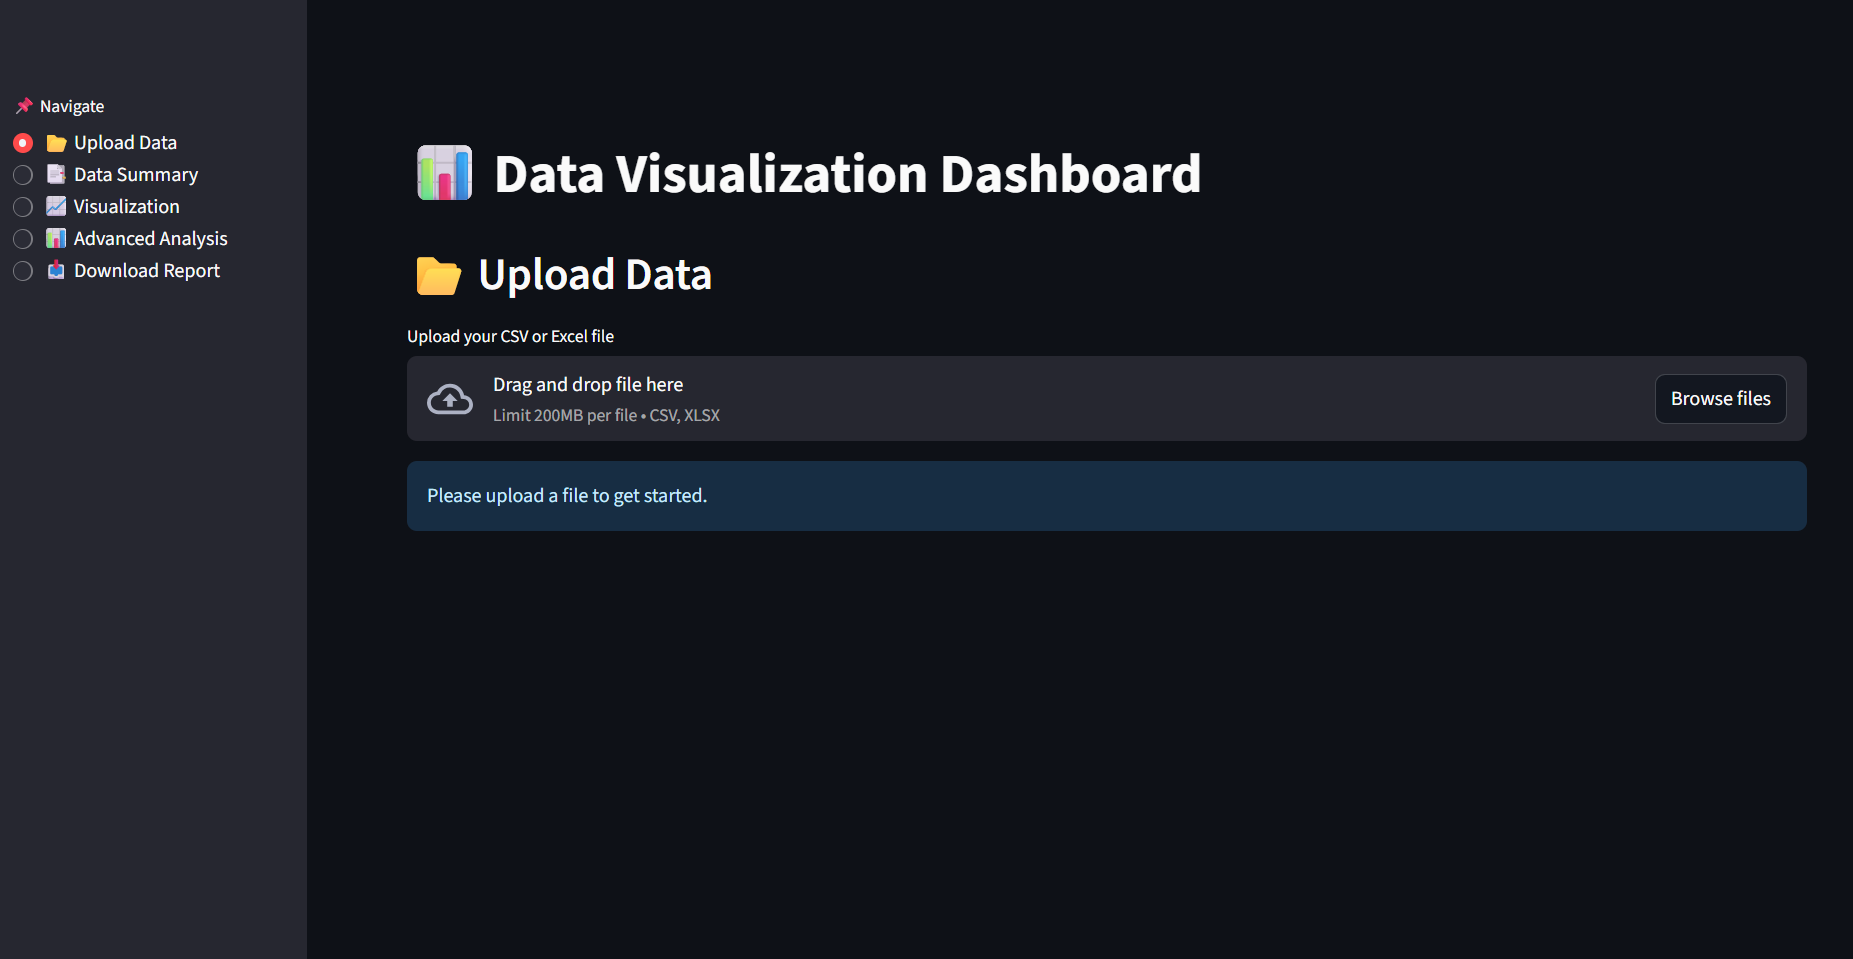 Navigate
Upload Data
Data Summary
Visualization
Advanced Analysis
Download Report
Data Visualization Dashboard
Upload Data
Upload your CSV or Excel file
Drag and drop file here
Limit 200MB per file • CSV, XLSX
Browse files
Please upload a file to get started.